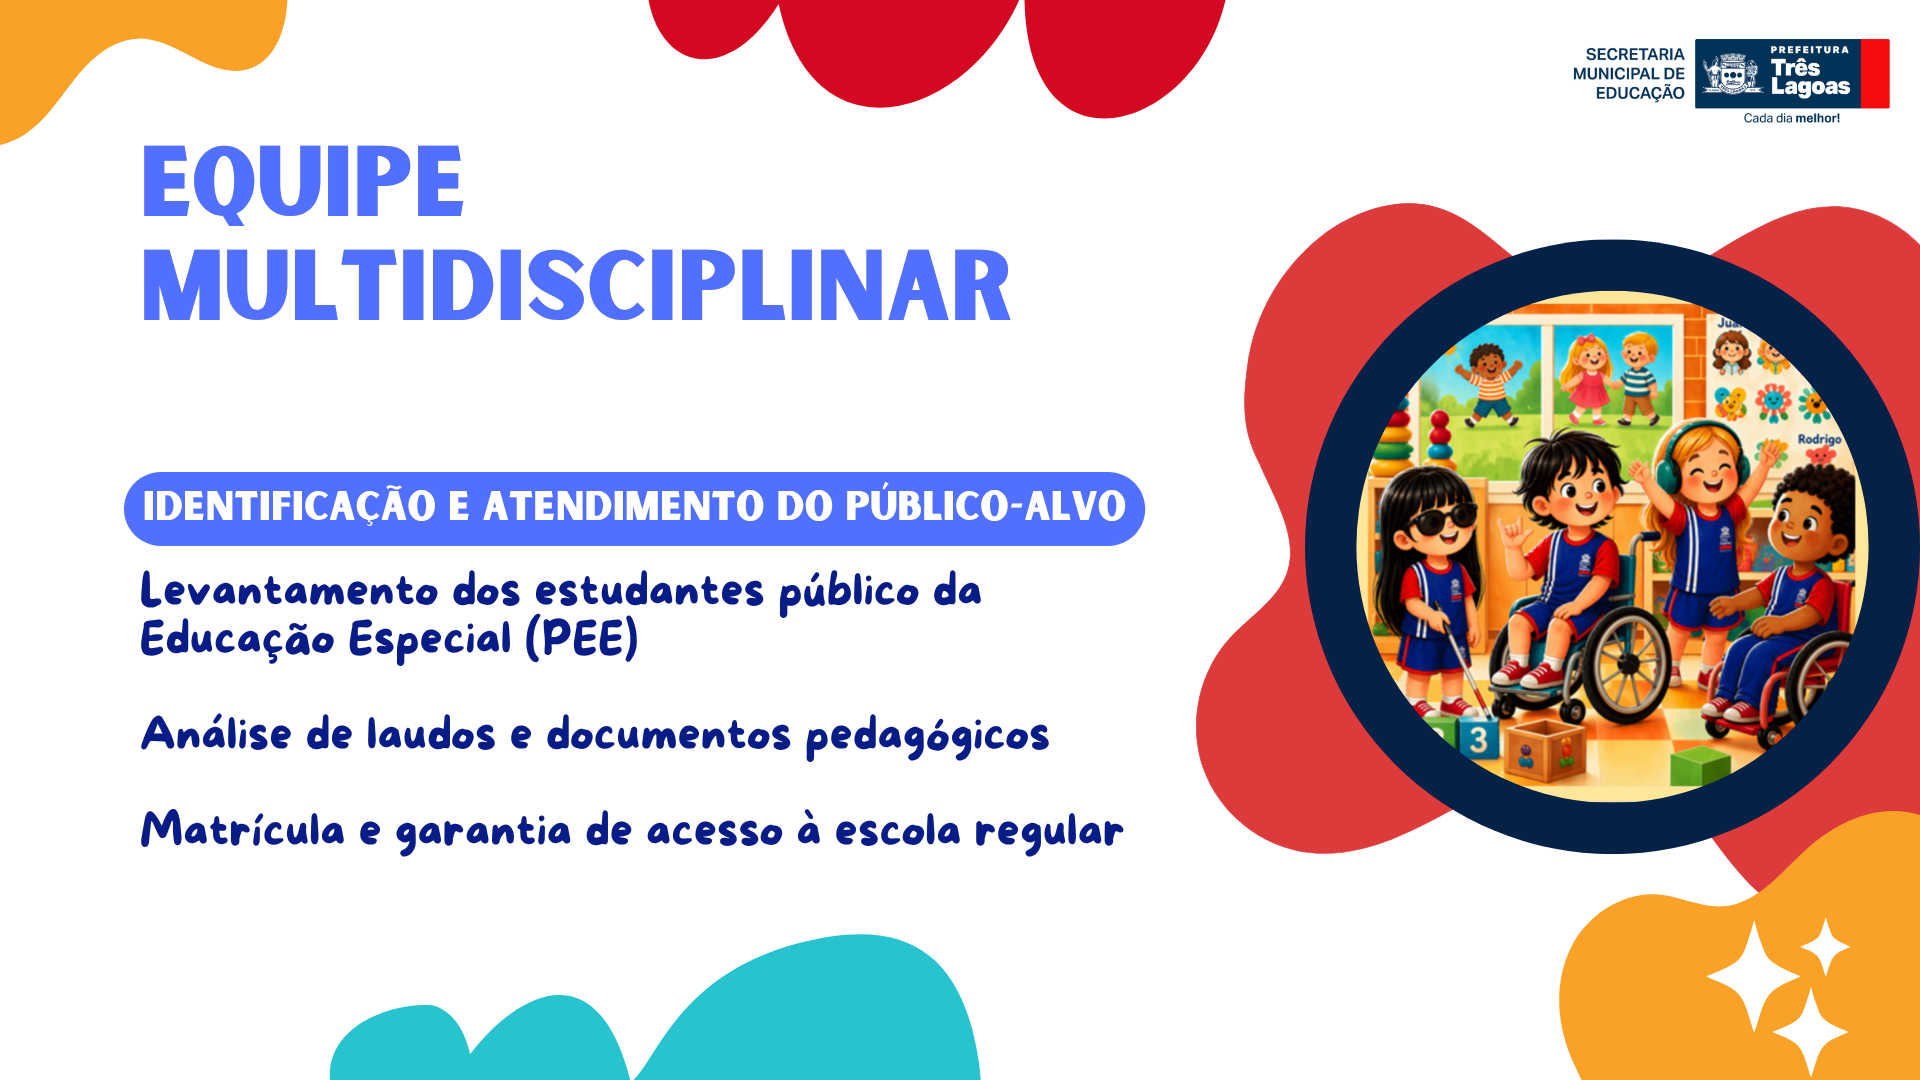 SECRETARIA
MUNICIPAL DE
EDUCAÇÃO
PREFEITURA
Três
Lagoas
Cada dia melhor!
EQUIPE
MULTIDISCIPLINAR
IDENTIFICAÇÃO E ATENDIMENTO DO PÚBLICO-ALVO
Levantamento dos estudantes público da
Educação Especial (PEE)
Análise de laudos e documentos pedagógicos
Matrícula e garantia de acesso à escola regular
Rodrigo
3